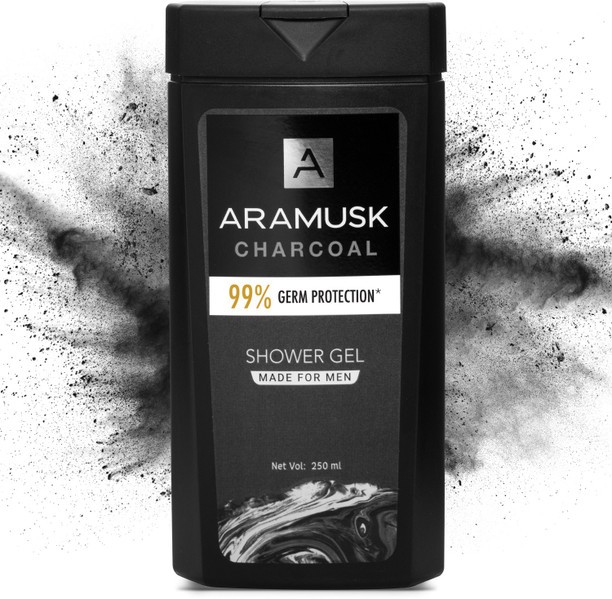 A
ARAMUSK
CHARCOAL
99% GERM PROTECTION*
SHOWER GEL
MADE FOR MEN
Net Vol: 250 ml